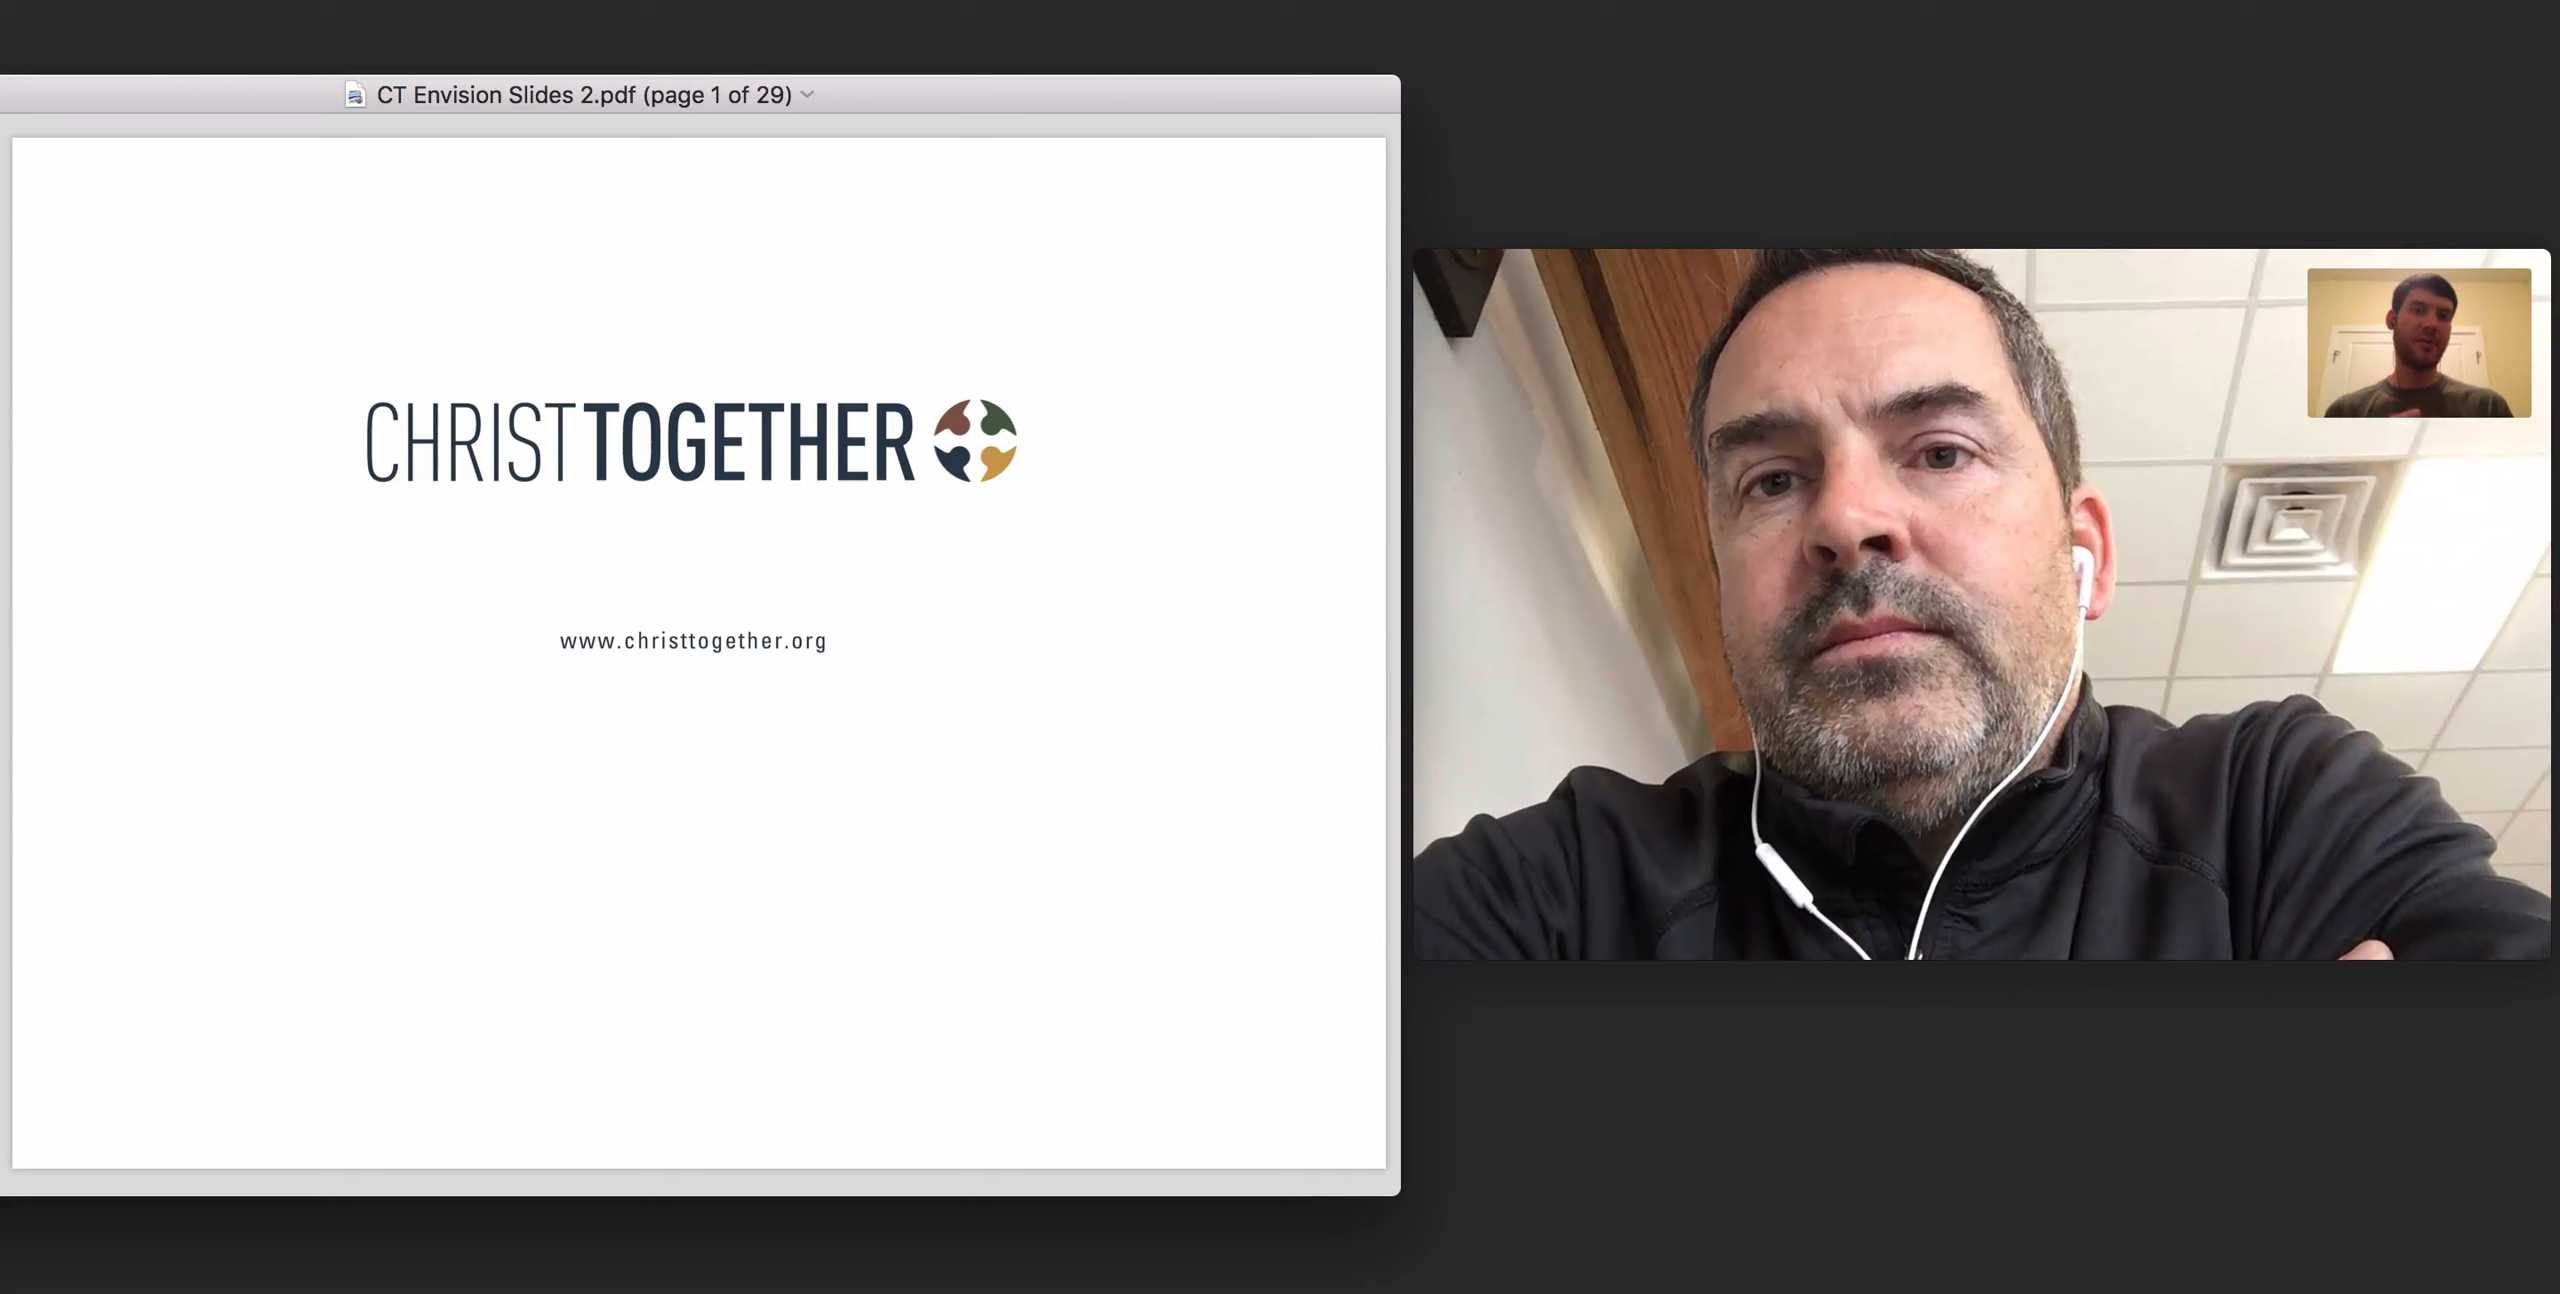 CT Envision Slides 2.pdf (page 1 of 29)
CHRISTTOGETHER
www.christtogether.org